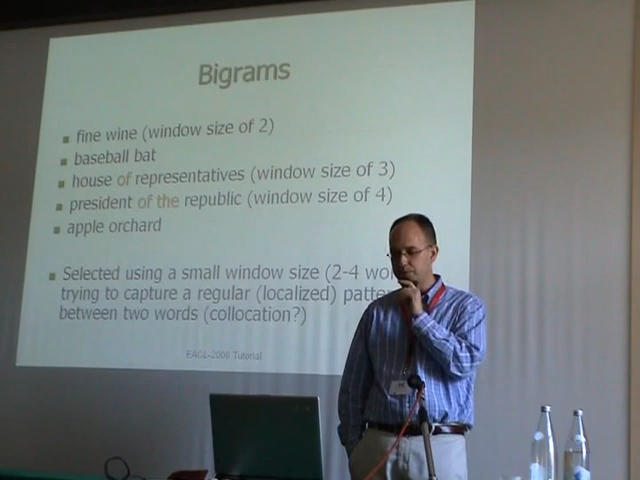 Bigrams
fine wine (window size of 2)
baseball bat
house of representatives (window size of 3)
president of the republic (window size of 4)
apple orchard
Selected using a small window size (2-4
trying to capture a regular (localized)
between two words (collocation?)
EACL-2006 Tutorial